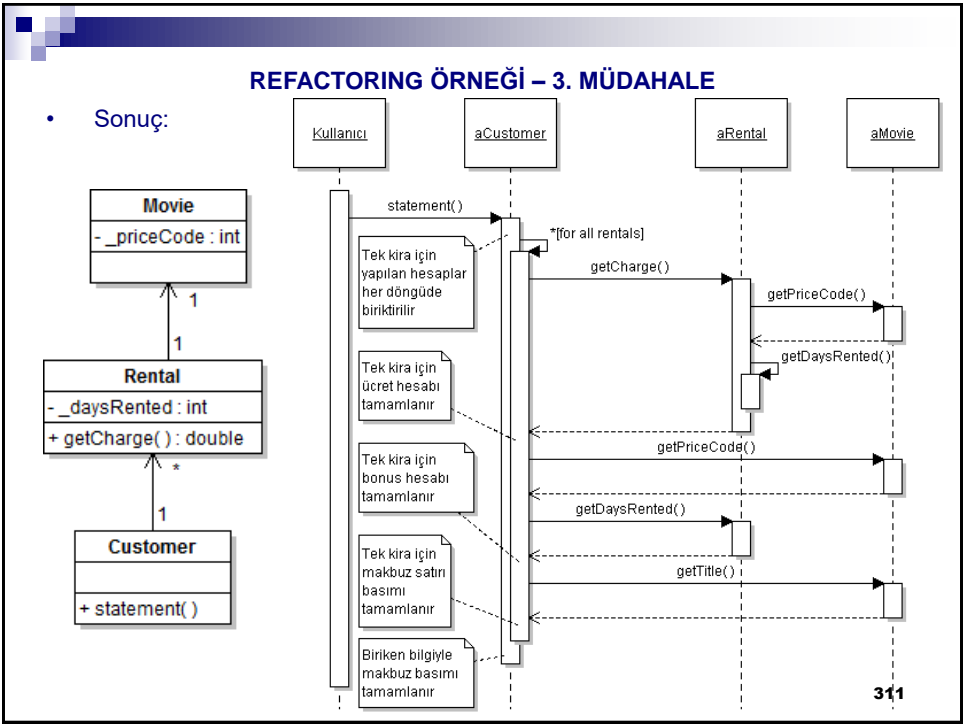 REFACTORING ÖRNEĞİ – 3. MÜDAHALE
• Sonuç:
Movie
- _priceCode : int
1
1
Rental
- _daysRented : int
+ getCharge( ) : double
*
1
Customer
+ statement( )
Kullanıcı
aCustomer
aRental
aMovie
statement( )
*[for all rentals]
Tek kira için
yapılan hesaplar
her döngüde
biriktirilir
getCharge( )
getPriceCode( )
getDaysRented( )
Tek kira için
ücret hesabı
tamamlanır
getPriceCode( )
Tek kira için
bonus hesabı
tamamlanır
getDaysRented( )
Tek kira için
makbuz satırı
basımı
tamamlanır
getTitle( )
Biriken bilgiyle
makbuz basımı
tamamlanır
311